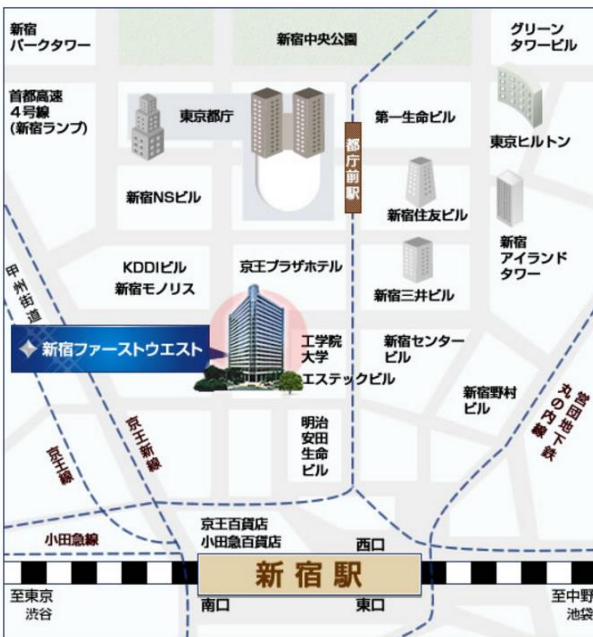 新宿
パークタワー
新宿中央公園
グリーン
タワービル
首都高速
4号線
(新宿ランプ)
東京都庁
第一生命ビル
東京ヒルトン
都庁前駅
新宿NSビル
新宿住友ビル
新宿
アイランド
タワー
甲州街道
KDDIビル
新宿モノリス
京王プラザホテル
新宿三井ビル
新宿ファーストウエスト
工学院
大学
エステックビル
新宿センター
ビル
新宿野村
ビル
営団地下鉄
丸の内線
京王線
京王新線
明治
安田
生命
ビル
小田急線
京王百貨店
小田急百貨店
西口
新宿駅
至東京
渋谷
南口
東口
至中野
池袋